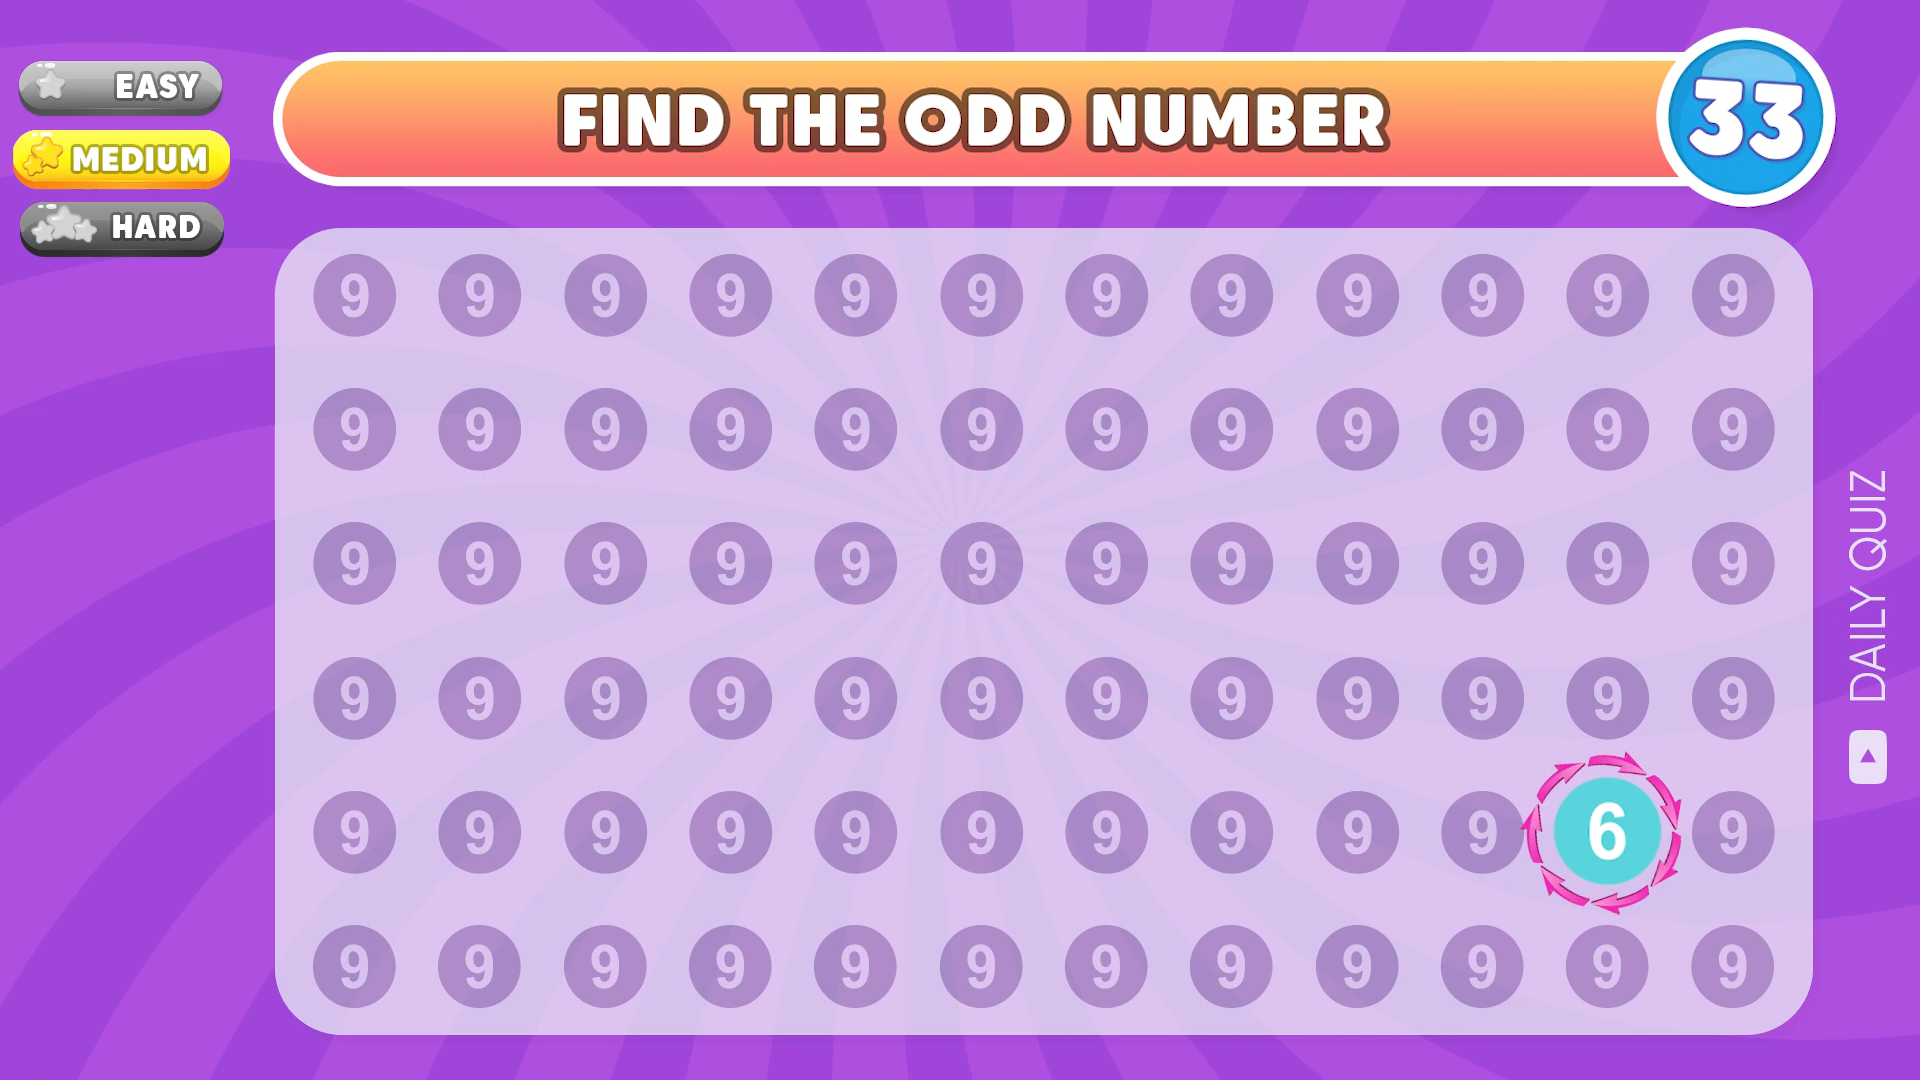 EASY
MEDIUM
HARD
FIND THE ODD NUMBER
33
9 9 9 9 9 9 9 9 9 9 9 9
9 9 9 9 9 9 9 9 9 9 9 9
9 9 9 9 9 9 9 9 9 9 9 9
9 9 9 9 9 9 9 9 9 9 9 9
9 9 9 9 9 9 9 9 9 9 6 9
9 9 9 9 9 9 9 9 9 9 9 9
DAILY QUIZ